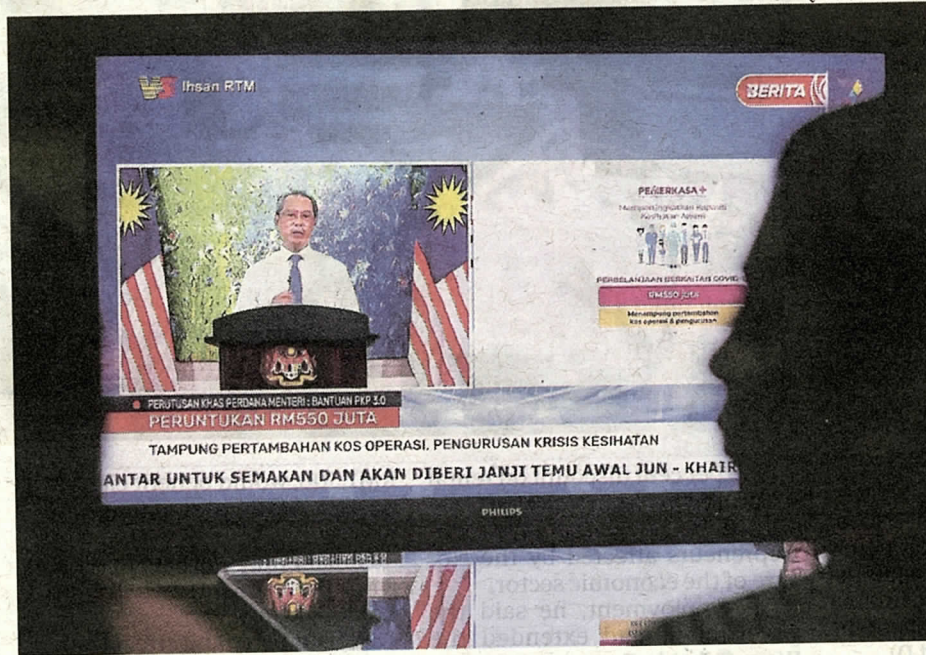 Ihsan RTM
BERITA
PEMERKASA+
PERBELANJAAN BERKAITAN COVID
RM550 JUTA
Menampung pertambahan
kos operasi & pengurusan
PERUTUSAN KHAS PERDANA MENTERI : BANTUAN PKP 3.0
PERUNTUKAN RM550 JUTA
TAMPUNG PERTAMBAHAN KOS OPERASI, PENGURUSAN KRISIS KESIHATAN
ANTAR UNTUK SEMAKAN DAN AKAN DIBERI JANJI TEMU AWAL JUN - KHAIR
PHILIPS
of the economic sector,
he said
extended